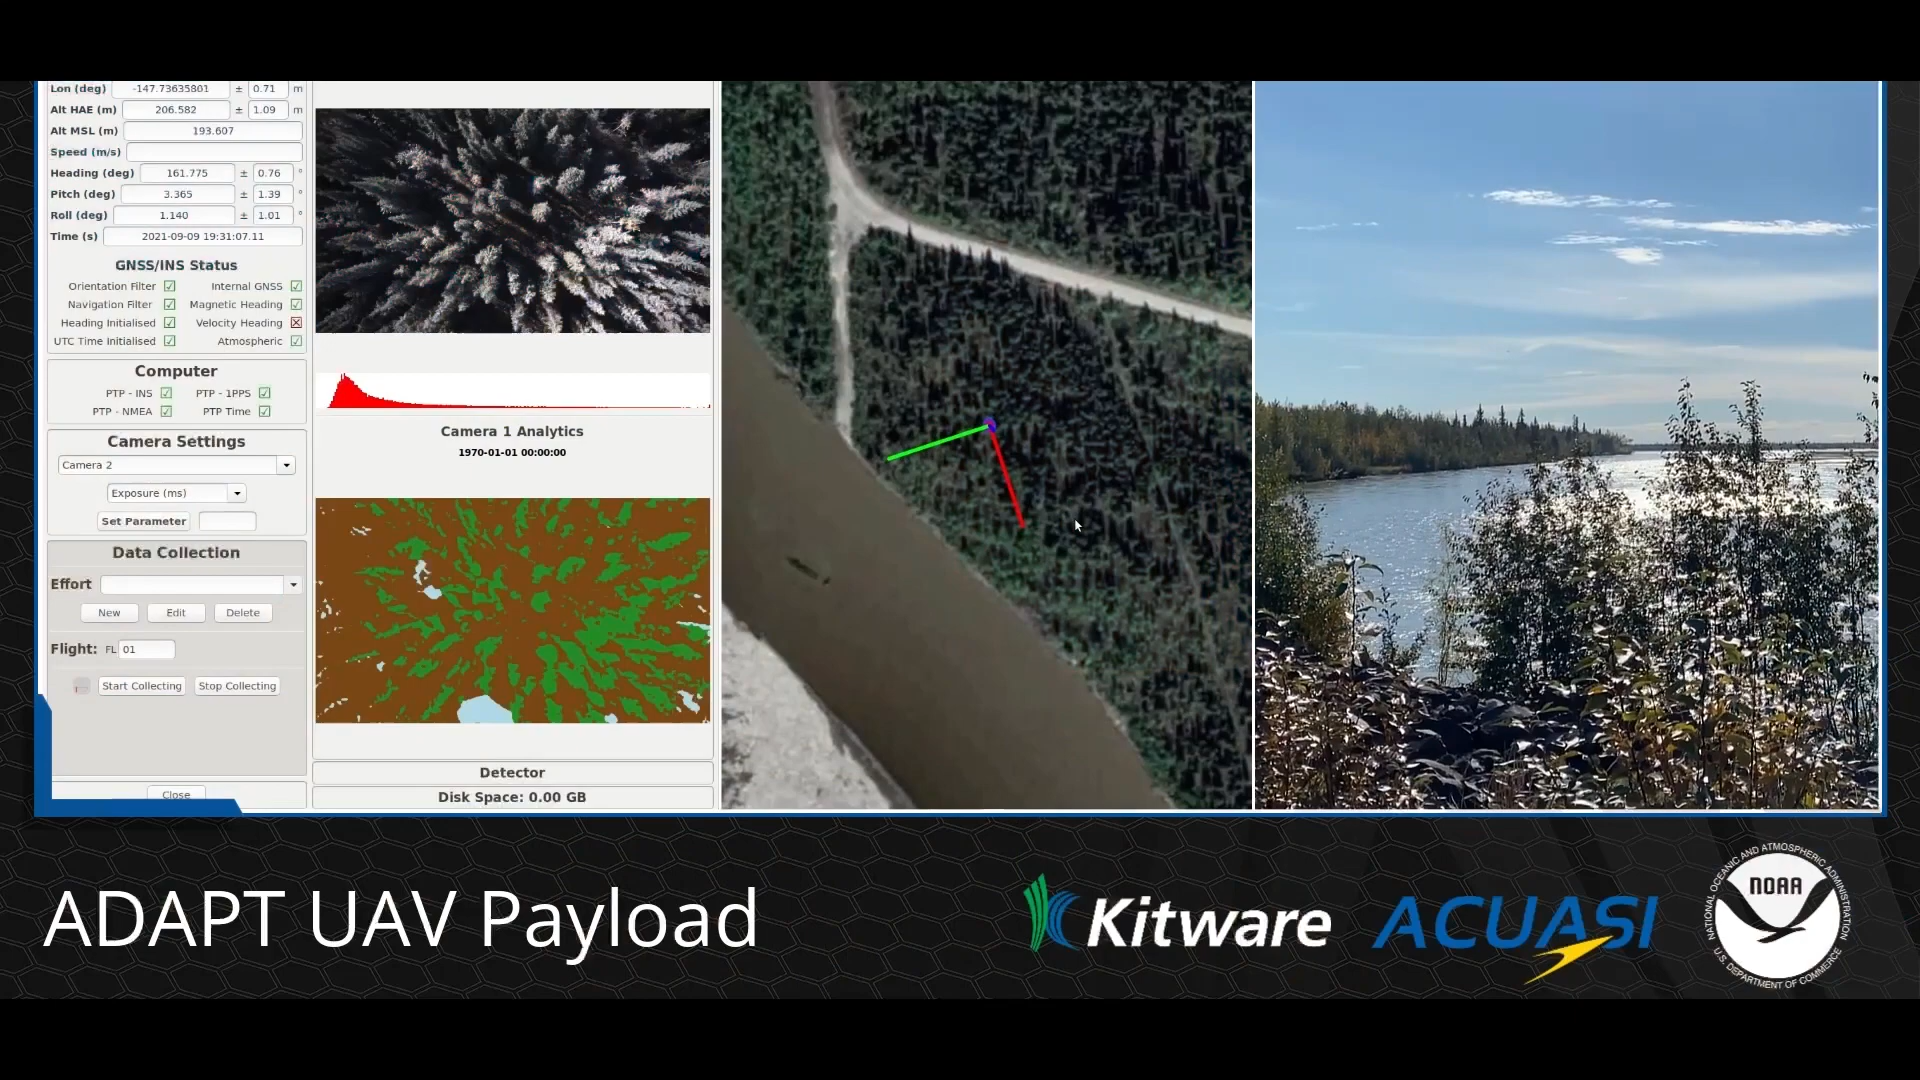 Lon (deg) -147.73635801 ± 0.71 m
Alt HAE (m) 206.582 ± 1.09 m
Alt MSL (m) 193.607
Speed (m/s)
Heading (deg) 161.775 ± 0.76 °
Pitch (deg) 3.365 ± 1.39 °
Roll (deg) 1.140 ± 1.01 °
Time (s) 2021-09-09 19:31:07.11
GNSS/INS Status
Orientation Filter Internal GNSS
Navigation Filter Magnetic Heading
Heading Initialised Velocity Heading
UTC Time Initialised Atmospheric
Computer
PTP - INS PTP - 1PPS
PTP - NMEA PTP Time
Camera Settings
Camera 2
Exposure (ms)
Set Parameter
Data Collection
Effort
New Edit Delete
Flight: FL 01
Start Collecting Stop Collecting
Close
Camera 1 Analytics
1970-01-01 00:00:00
Detector
Disk Space: 0.00 GB
ADAPT UAV Payload
Kitware
ACUASI
NATIONAL OCEANIC AND ATMOSPHERIC ADMINISTRATION
NOAA
U.S. DEPARTMENT OF COMMERCE